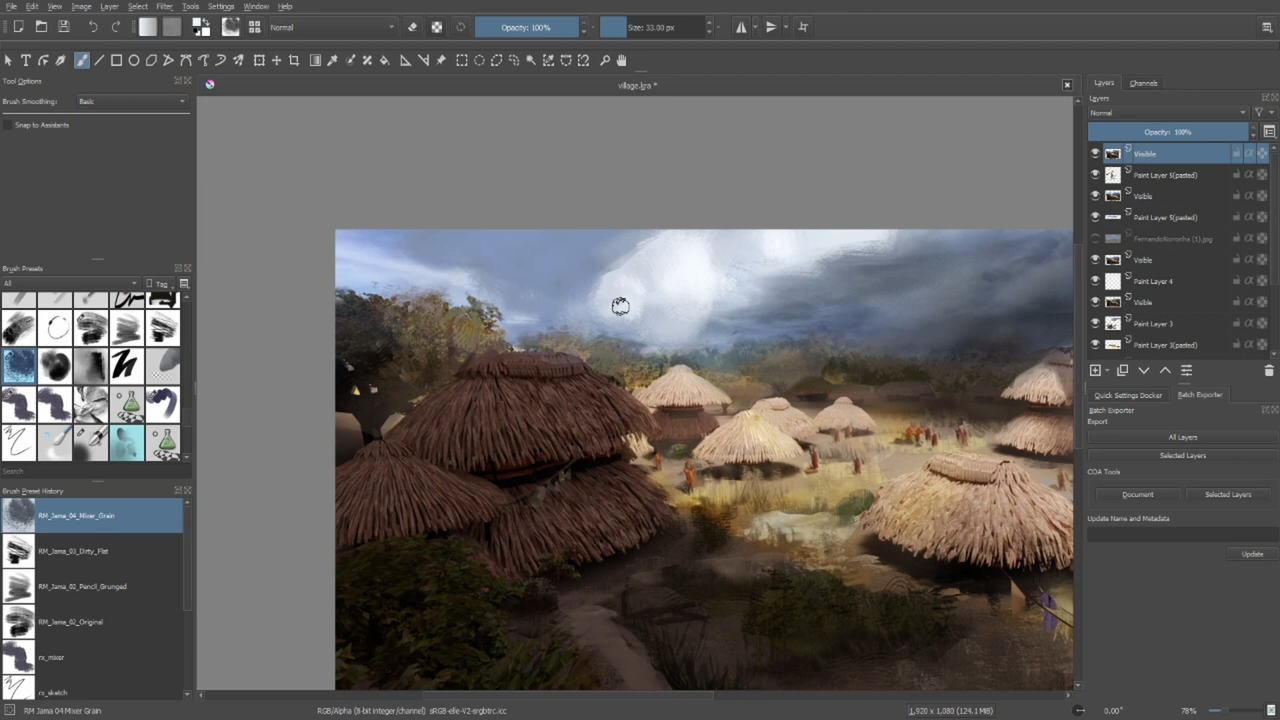 File Edit View Image Layer Select Filter Tools Settings Window Help
Normal
Opacity: 100%
Size: 33.00 px
Tool Options
village.kra *
Layers
Channels
Layers
Brush Smoothing:
Basic
Normal
Snap to Assistants
Opacity: 100%
Visible
Paint Layer 5(pasted)
Visible
Paint Layer 5(pasted)
FernandoNoronha (1).jpg
Visible
Paint Layer 4
Visible
Paint Layer 3
Paint Layer 3(pasted)
Brush Presets
All
Tag
Search
Brush Preset History
RM_Jama_04_Mixer_Grain
RM_Jama_03_Dirty_Flat
RM_Jama_02_Pencil_Grunged
RM_Jama_02_Original
rx_mixer
rx_sketch
Quick Settings Docker
Batch Exporter
Batch Exporter
Export
All Layers
Selected Layers
COA Tools
Document
Selected Layers
Update Name and Metadata
Update
RM Jama 04 Mixer Grain
RGB/Alpha (8-bit integer/channel) sRGB-elle-V2-srgbtrc.icc
1,920 x 1,080 (124.1 MiB)
0.00°
78%